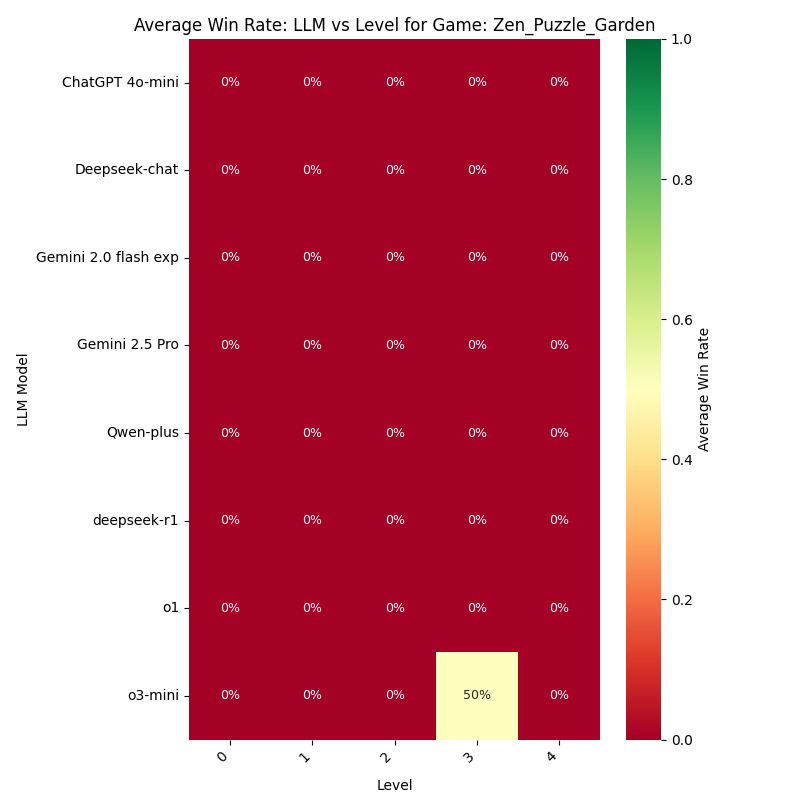 Average Win Rate: LLM vs Level for Game: Zen_Puzzle_Garden
LLM Model
ChatGPT 4o-mini 0% 0% 0% 0% 0%
Deepseek-chat 0% 0% 0% 0% 0%
Gemini 2.0 flash exp 0% 0% 0% 0% 0%
Gemini 2.5 Pro 0% 0% 0% 0% 0%
Qwen-plus 0% 0% 0% 0% 0%
deepseek-r1 0% 0% 0% 0% 0%
o1 0% 0% 0% 0% 0%
o3-mini 0% 0% 0% 50% 0%
0 1 2 3 4
Level
1.0
0.8
0.6
0.4
0.2
0.0
Average Win Rate